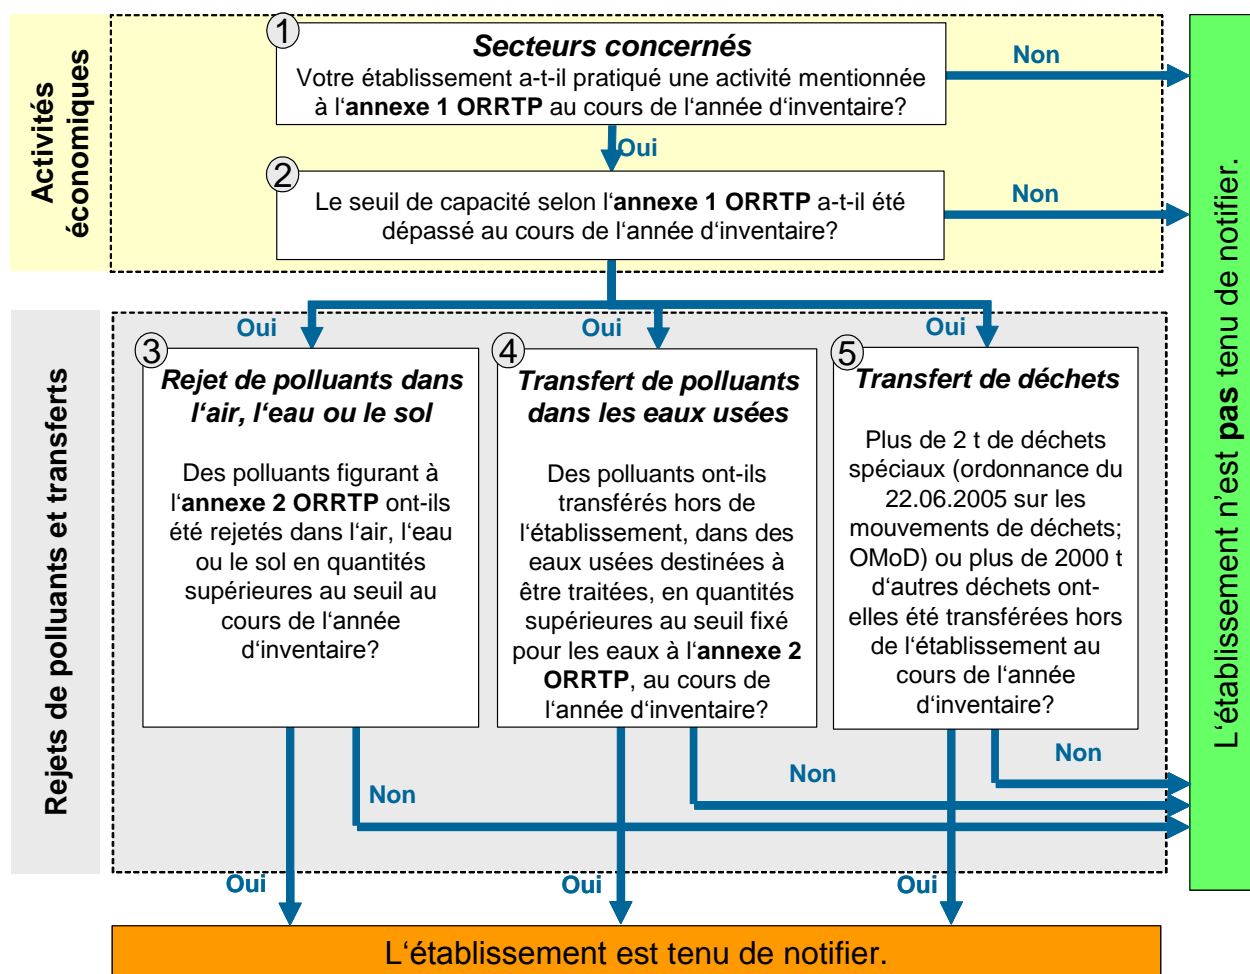 Activités
économiques
1
Secteurs concernés
Votre établissement a-t-il pratiqué une activité mentionnée
à l‘annexe 1 ORRTP au cours de l‘année d‘inventaire?
Non
Oui
2
Le seuil de capacité selon l‘annexe 1 ORRTP a-t-il été
dépassé au cours de l‘année d‘inventaire?
Non
Rejets de polluants et transferts
Oui
Oui
Oui
3
Rejet de polluants dans
l‘air, l‘eau ou le sol
Des polluants figurant à
l‘annexe 2 ORRTP ont-ils
été rejetés dans l‘air, l‘eau
ou le sol en quantités
supérieures au seuil au
cours de l‘année
d‘inventaire?
4
Transfert de polluants
dans les eaux usées
Des polluants ont-ils
transférés hors de
l‘établissement, dans des
eaux usées destinées à
être traitées, en quantités
supérieures au seuil fixé
pour les eaux à l‘annexe 2
ORRTP, au cours de
l‘année d‘inventaire?
5
Transfert de déchets
Plus de 2 t de déchets
spéciaux (ordonnance du
22.06.2005 sur les
mouvements de déchets;
OMoD) ou plus de 2000 t
d‘autres déchets ont-
elles été transférées hors
de l‘établissement au
cours de l‘année
d‘inventaire?
Non
Non
Non
Oui
Oui
Oui
L‘établissement est tenu de notifier.
L‘établissement n’est pas tenu de notifier.